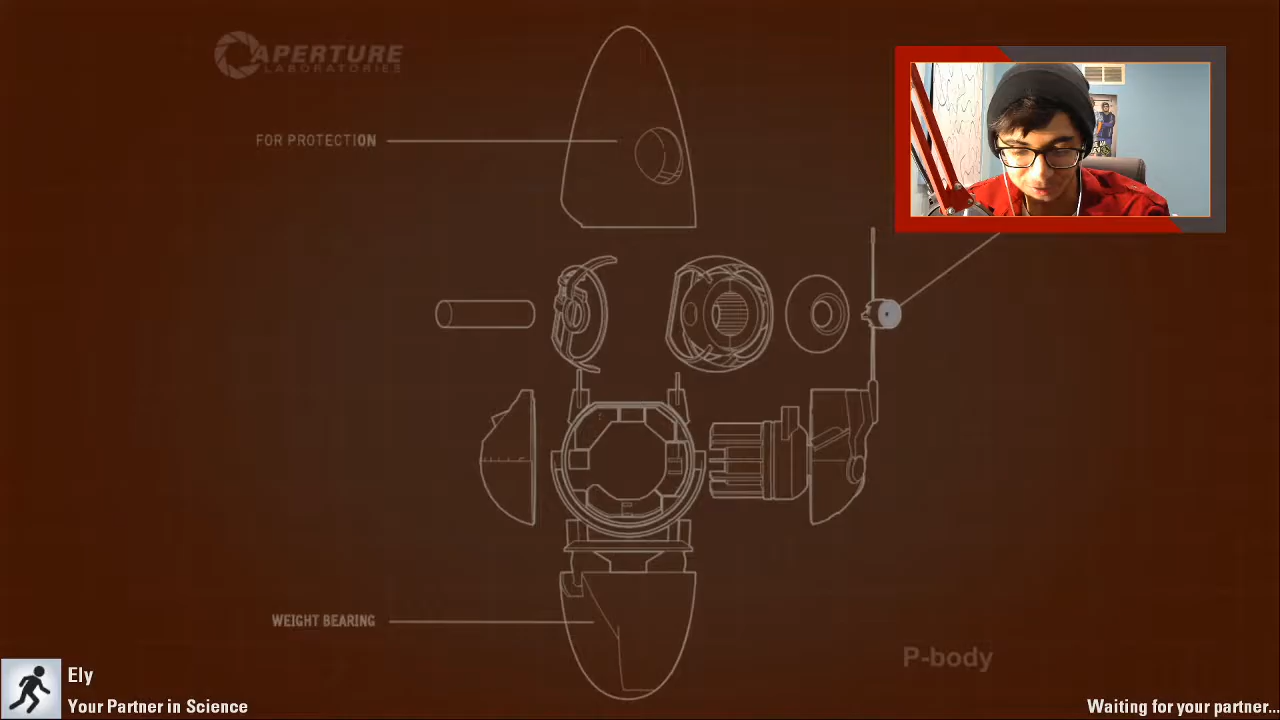 APERTURE
LABORATORIES
FOR PROTECTION
WEIGHT BEARING
P-body
Ely
Your Partner in Science
Waiting for your partner...